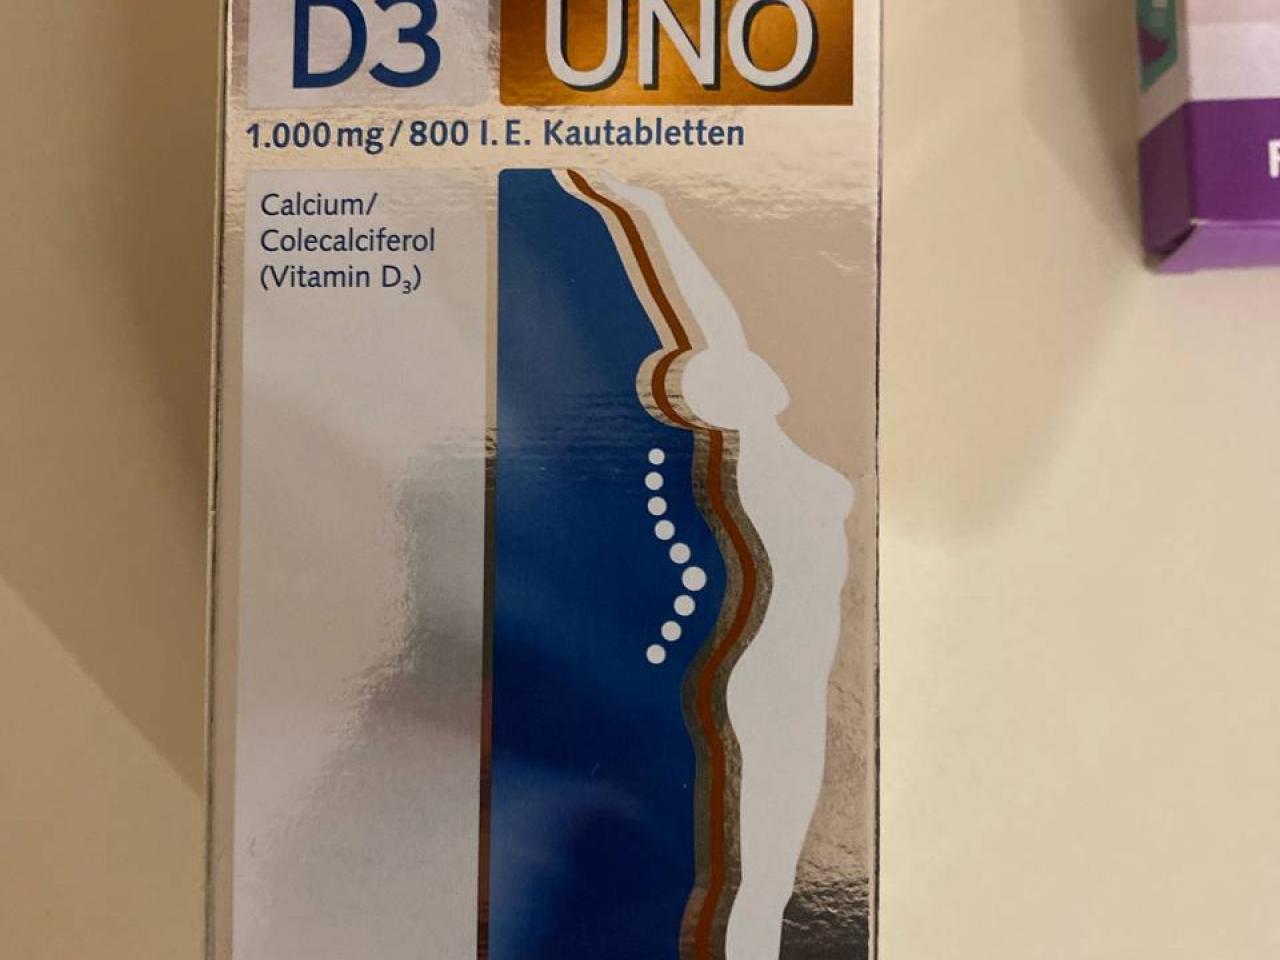 D3 UNO
1.000 mg / 800 I. E. Kautabletten
Calcium/
Colecalciferol
(Vitamin D₃)